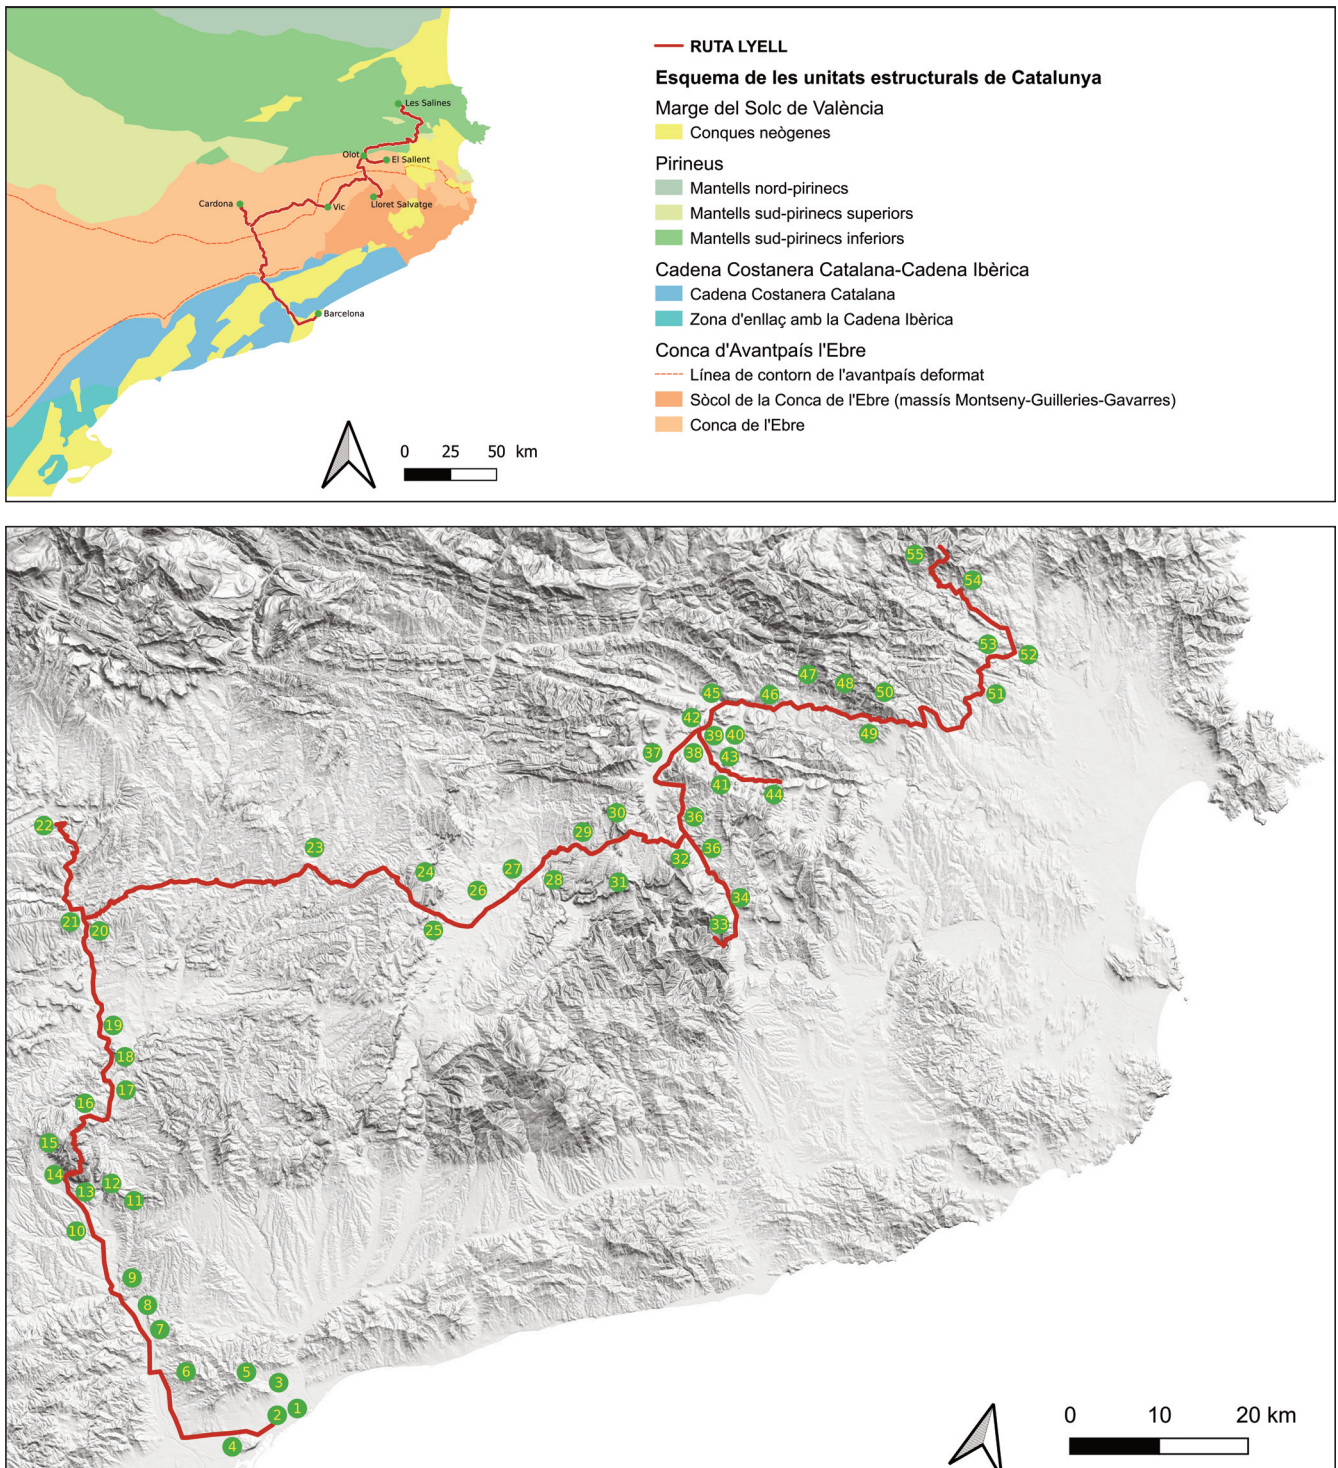 RUTA LYELL
Esquema de les unitats estructurals de Catalunya
Marge del Solc de València
Conques neògenes
Pirineus
Mantells nord-pirinecs
Mantells sud-pirinecs superiors
Mantells sud-pirinecs inferiors
Cadena Costanera Catalana-Cadena Ibèrica
Cadena Costanera Catalana
Zona d'enllaç amb la Cadena Ibèrica
Conca d'Avantpaís l'Ebre
Línea de contorn de l'avantpaís deformat
Sòcol de la Conca de l'Ebre (massís Montseny-Guilleries-Gavarres)
Conca de l'Ebre
Les Salines
Olot
El Sallent
Cardona
Vic
Lloret Salvatge
Barcelona
0 25 50 km
55
54
53
52
47
48
50
51
45
46
42
49
39
40
37
38
43
41
44
30
36
22
29
23
36
32
24
27
28
31
26
34
21
20
25
33
19
18
17
16
15
14
12
13
11
10
9
8
7
6
5
3
2
1
4
0 10 20 km